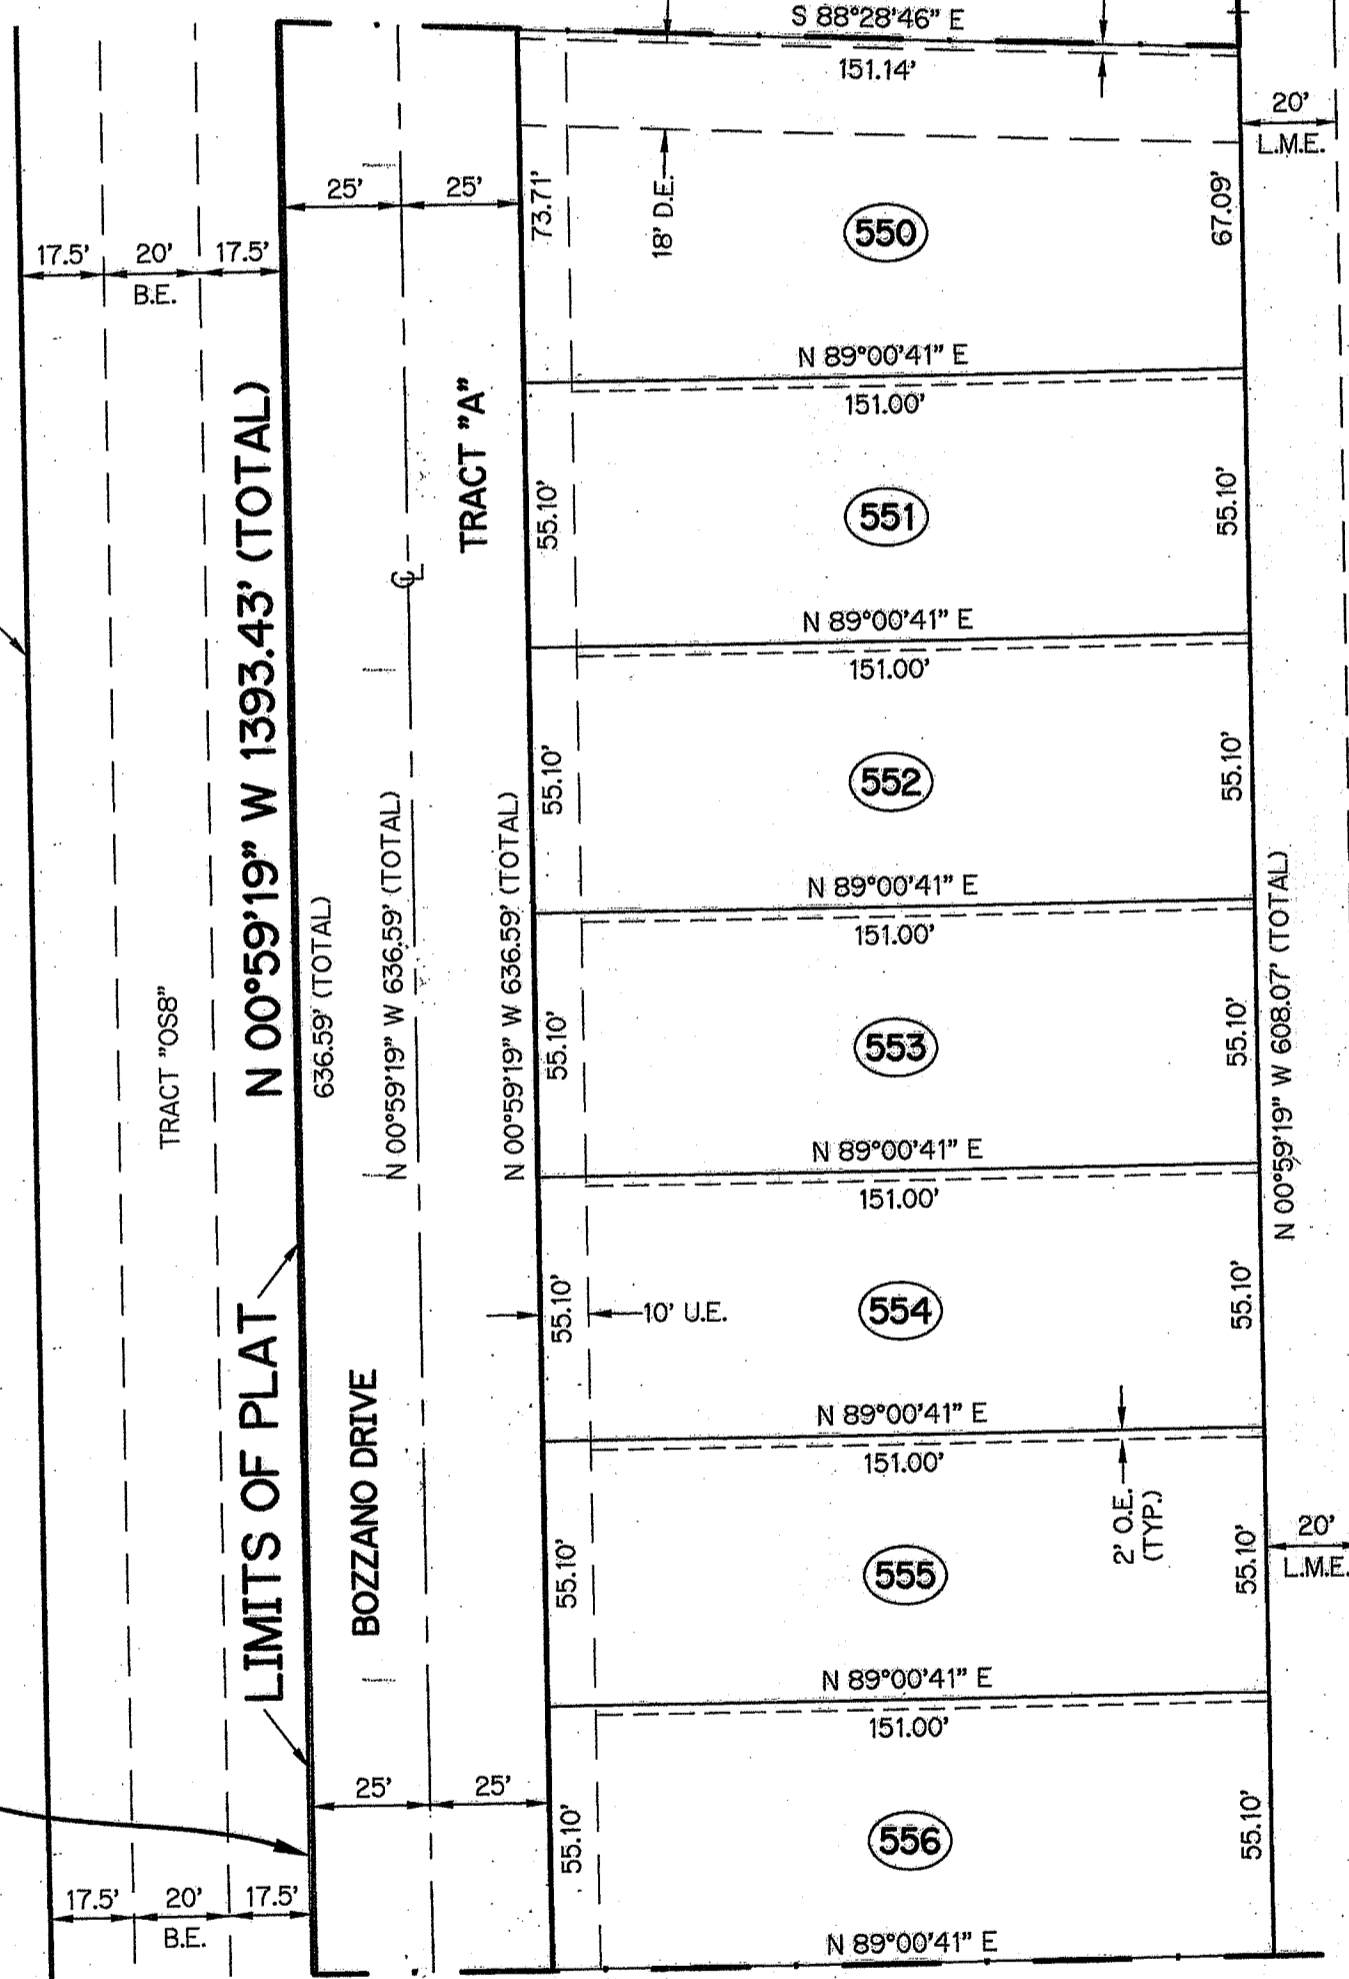 S 88°28'46" E
151.14'
20'
L.M.E.
73.71'
18' D.E.
550
67.09'
25'
25'
17.5'
20'
17.5'
B.E.
N 89°00'41" E
151.00'
TRACT "A"
55.10'
551
55.10'
N 00°59'19" W 1393.43' (TOTAL)
℄
N 89°00'41" E
151.00'
55.10'
552
55.10'
N 89°00'41" E
151.00'
636.59' (TOTAL)
N 00°59'19" W 636.59' (TOTAL)
N 00°59'19" W 636.59' (TOTAL)
N 00°59'19" W 608.07' (TOTAL)
TRACT "OS8"
55.10'
553
55.10'
N 89°00'41" E
151.00'
55.10'
10' U.E.
554
55.10'
LIMITS OF PLAT
BOZZANO DRIVE
N 89°00'41" E
151.00'
2' O.E.
(TYP.)
55.10'
555
55.10'
20'
L.M.E.
N 89°00'41" E
151.00'
25'
25'
55.10'
556
55.10'
17.5'
20'
17.5'
B.E.
N 89°00'41" E